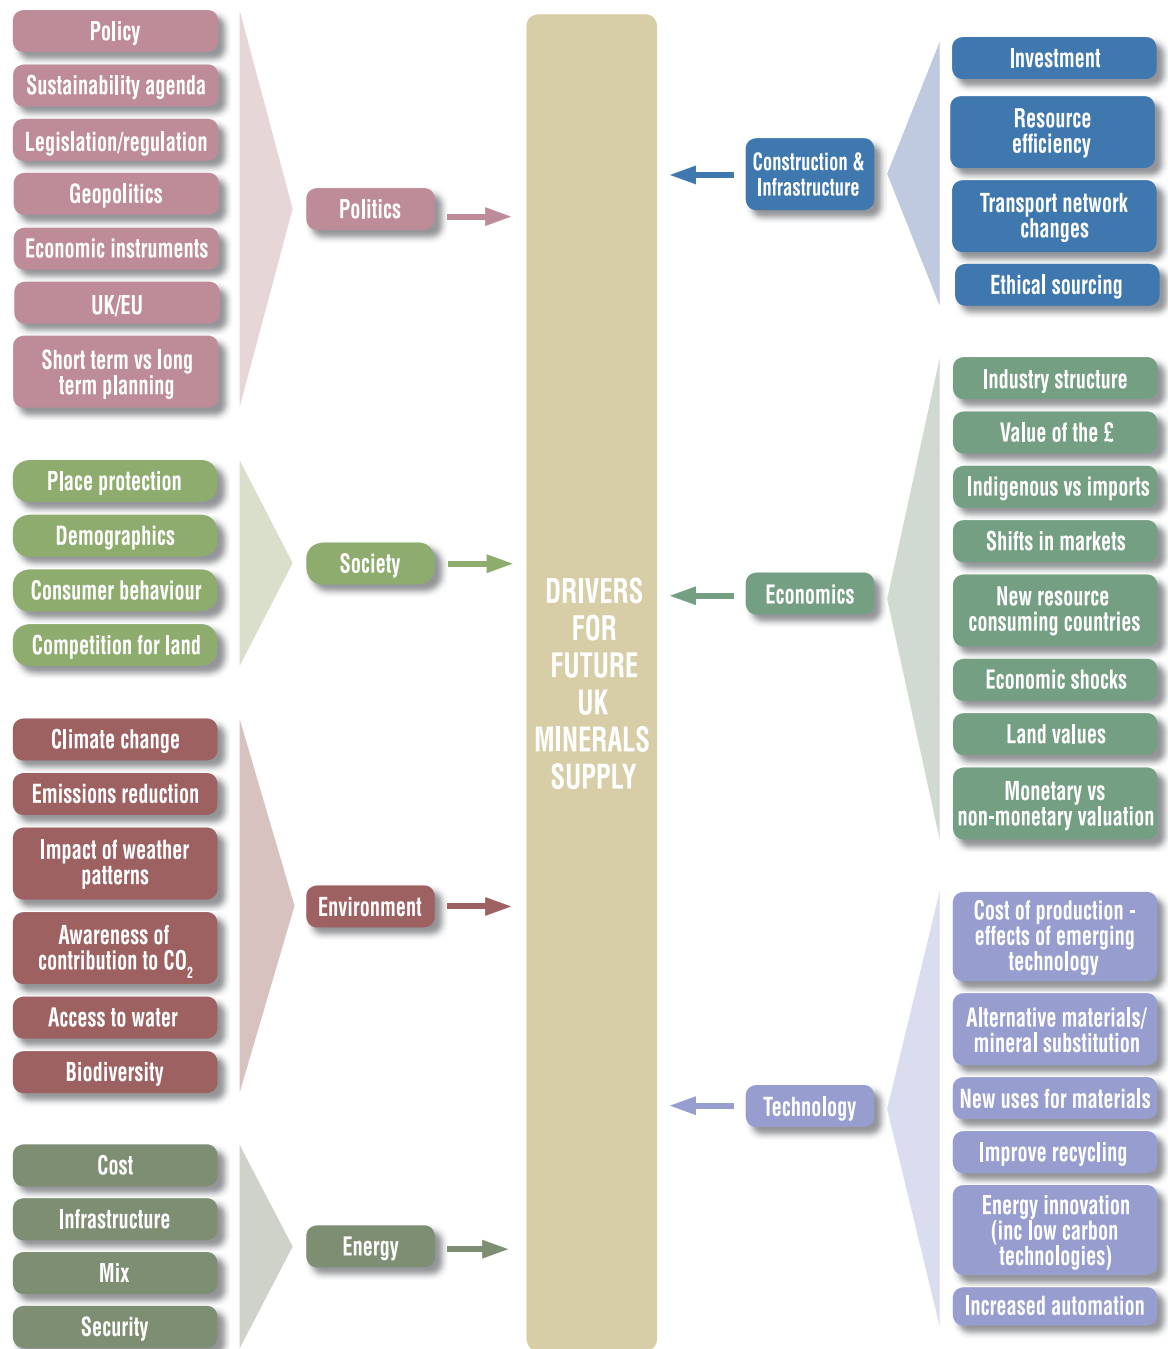 Policy
Sustainability agenda
Legislation/regulation
Geopolitics
Economic instruments
UK/EU
Short term vs long
term planning
Politics
Place protection
Demographics
Consumer behaviour
Competition for land
Society
Climate change
Emissions reduction
Impact of weather
patterns
Awareness of
contribution to CO₂
Access to water
Biodiversity
Environment
Cost
Infrastructure
Mix
Security
Energy
DRIVERS
FOR
FUTURE
UK
MINERALS
SUPPLY
Construction &
Infrastructure
Investment
Resource
efficiency
Transport network
changes
Ethical sourcing
Economics
Industry structure
Value of the £
Indigenous vs imports
Shifts in markets
New resource
consuming countries
Economic shocks
Land values
Monetary vs
non-monetary valuation
Technology
Cost of production -
effects of emerging
technology
Alternative materials/
mineral substitution
New uses for materials
Improve recycling
Energy innovation
(inc low carbon
technologies)
Increased automation